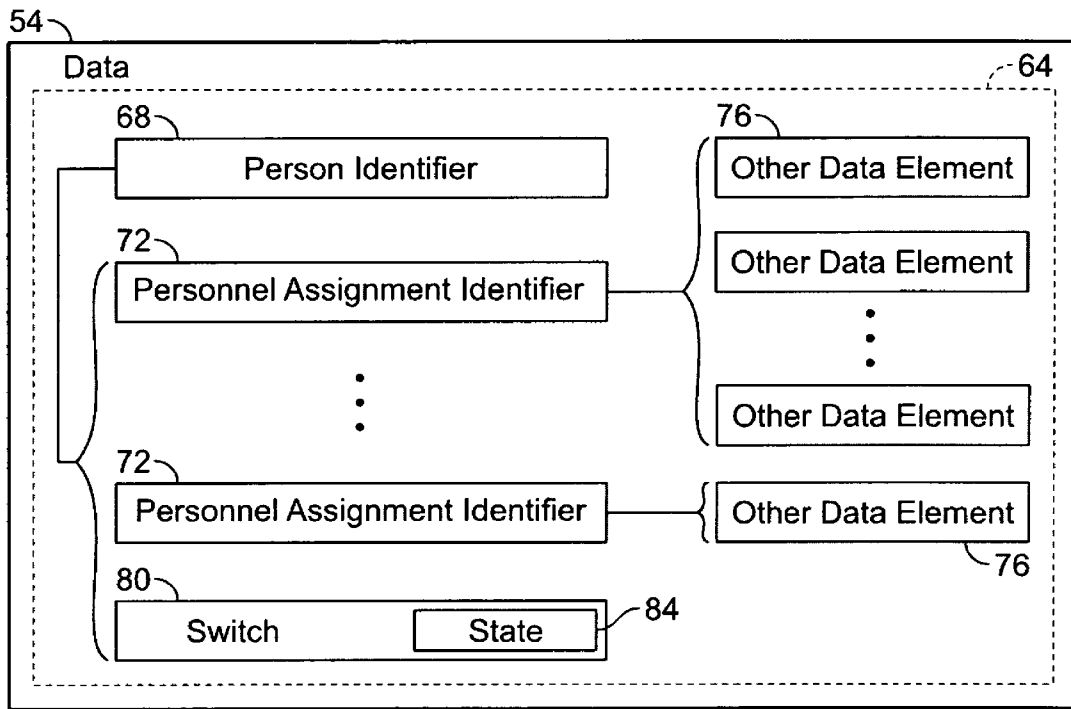 54
Data
64
68
Person Identifier
76
Other Data Element
72
Personnel Assignment Identifier
Other Data Element
Other Data Element
72
Personnel Assignment Identifier
Other Data Element
76
80
Switch
State
84